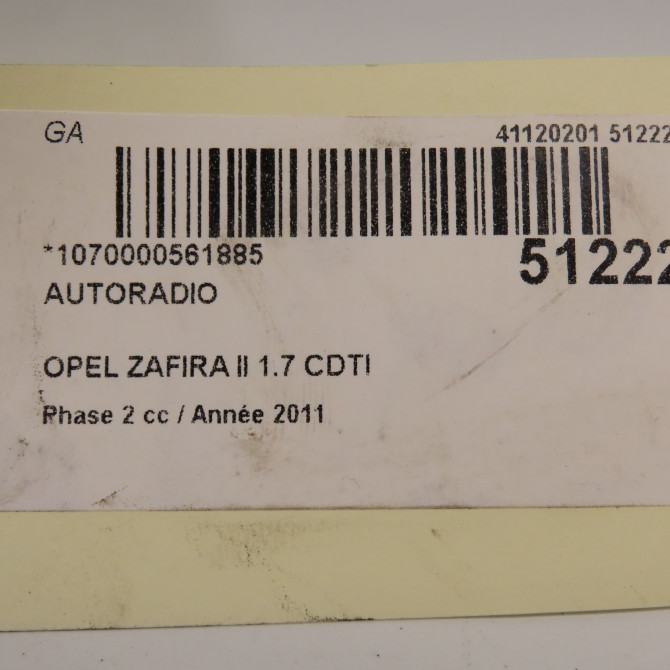 GA
41120201 51222
*1070000561885
51222
AUTORADIO
OPEL ZAFIRA II 1.7 CDTI
Phase 2 cc / Année 2011